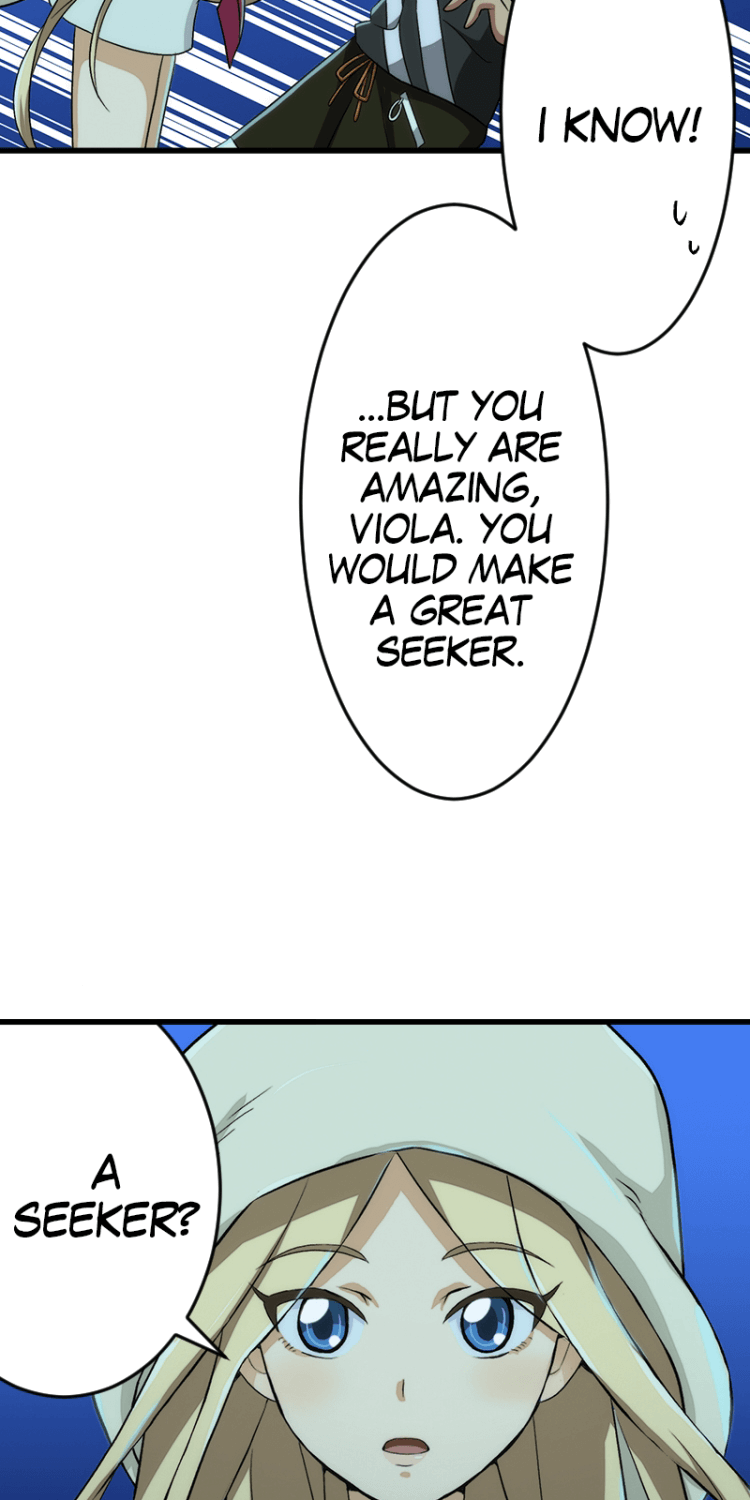 I KNOW!
...BUT YOU
REALLY ARE
AMAZING,
VIOLA. YOU
WOULD MAKE
A GREAT
SEEKER.
A
SEEKER?